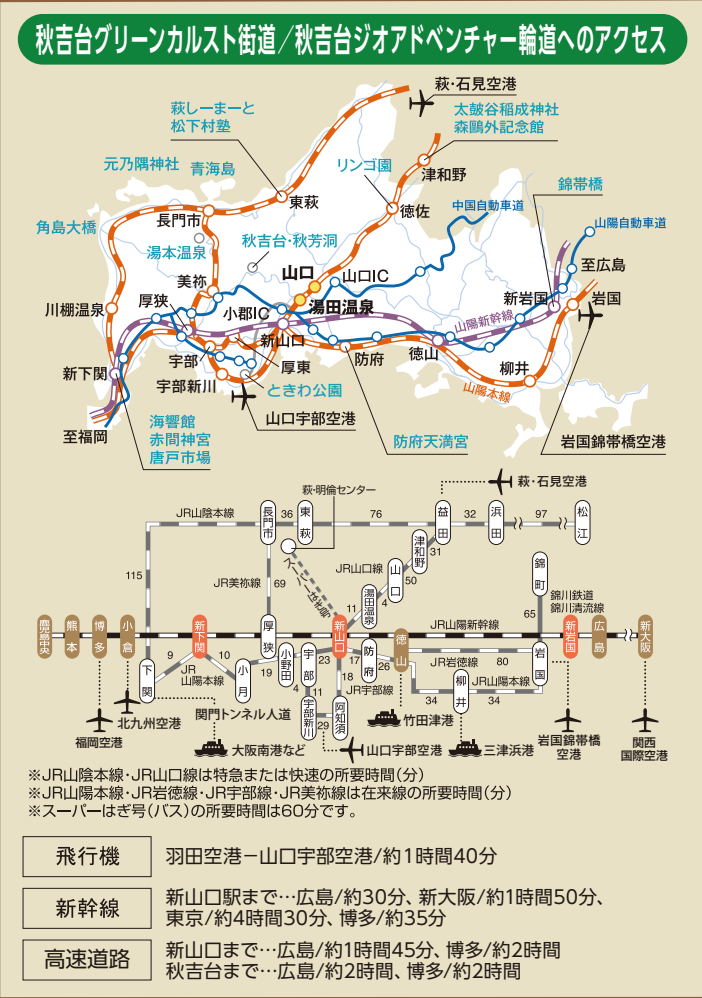 秋吉台グリーンカルスト街道/秋吉台ジオアドベンチャー輪道へのアクセス
萩・石見空港
萩しーまーと
松下村塾
太皷谷稲成神社
森鷗外記念館
元乃隅神社
青海島
リンゴ園
津和野
錦帯橋
東萩
徳佐
中国自動車道
長門市
角島大橋
山陽自動車道
湯本温泉
秋吉台・秋芳洞
至広島
美祢
山口
山口IC
厚狭
小郡IC
湯田温泉
新岩国
岩国
川棚温泉
山陽新幹線
新山口
宇部
厚東
防府
徳山
新下関
宇部新川
ときわ公園
柳井
山陽本線
至福岡
海響館
赤間神宮
唐戸市場
山口宇部空港
防府天満宮
岩国錦帯橋空港
萩・明倫センター
萩・石見空港
JR山陰本線
長門市
36
東萩
76
益田
32
浜田
97
松江
津和野
31
スーパーはぎ号
JR山口線
50
山口
錦町
115
JR美祢線
69
11
湯田温泉
4
65
錦川鉄道
錦川清流線
鹿児島中央
熊本
博多
小倉
新下関
厚狭
新山口
JR山陽新幹線
徳山
新岩国
広島
新大阪
9
10
JR
山陽本線
下関
小月
19
小野田
4
宇部
23
17
防府
26
JR岩徳線
80
岩国
18
JR宇部線
11
宇部新川
29
阿知須
34
柳井
JR山陽本線
34
福岡空港
北九州空港
関門トンネル人道
大阪南港など
山口宇部空港
竹田津港
三津浜港
岩国錦帯橋
空港
関西
国際空港
※JR山陰本線・JR山口線は特急または快速の所要時間(分)
※JR山陽本線・JR岩徳線・JR宇部線・JR美祢線は在来線の所要時間(分)
※スーパーはぎ号(バス)の所要時間は60分です。
飛行機
羽田空港－山口宇部空港/約1時間40分
新幹線
新山口駅まで…広島/約30分、新大阪/約1時間50分、
東京/約4時間30分、博多/約35分
高速道路
新山口まで…広島/約1時間45分、博多/約2時間
秋吉台まで…広島/約2時間、博多/約2時間